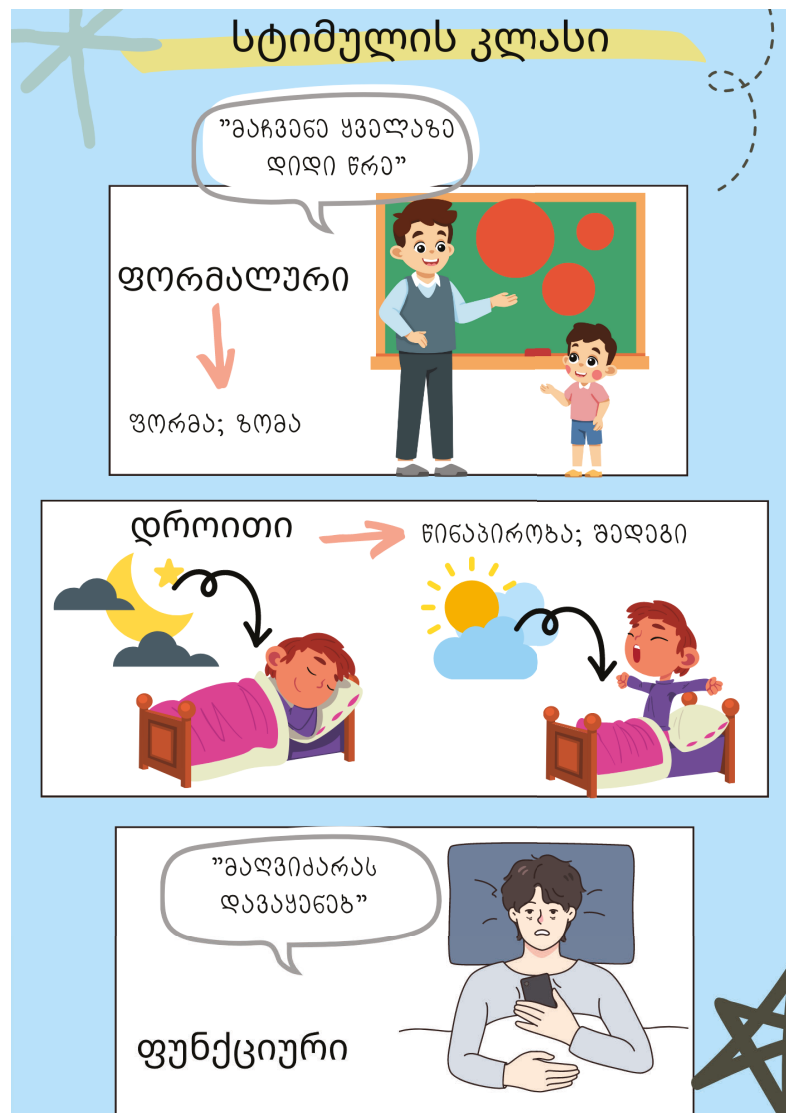 სტიმულის კლასი
”მაჩვენე ყველაზე
დიდი წრე”
ფორმალური
ფორმა; ზომა
დროითი
წინაპირობა; შედეგი
”მაღვიძარას
დავაყენებ”
ფუნქციური